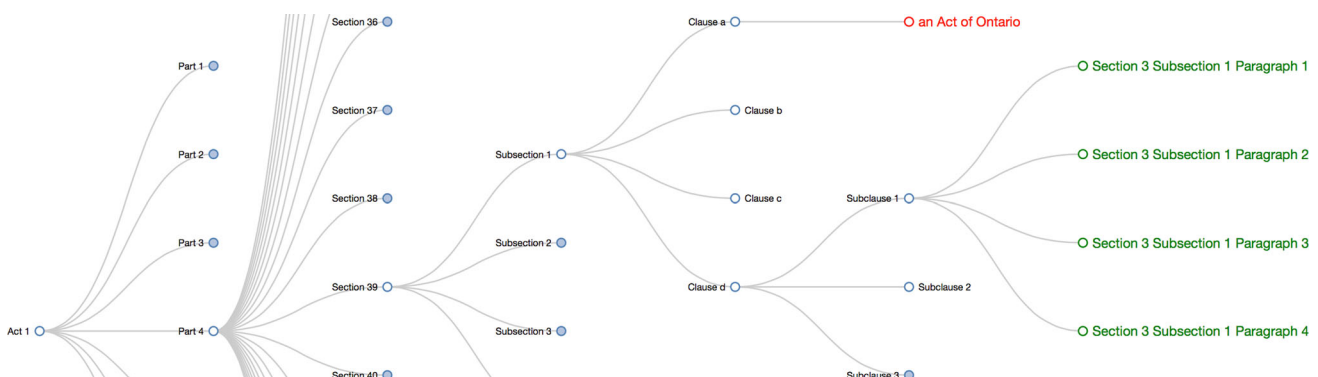 Section 36
Clause a
an Act of Ontario
Part 1
Section 3 Subsection 1 Paragraph 1
Section 37
Clause b
Part 2
Subsection 1
Section 3 Subsection 1 Paragraph 2
Section 38
Clause c
Subclause 1
Part 3
Subsection 2
Section 3 Subsection 1 Paragraph 3
Section 39
Clause d
Subclause 2
Act 1
Part 4
Subsection 3
Section 3 Subsection 1 Paragraph 4
Section 40
Subclause 3